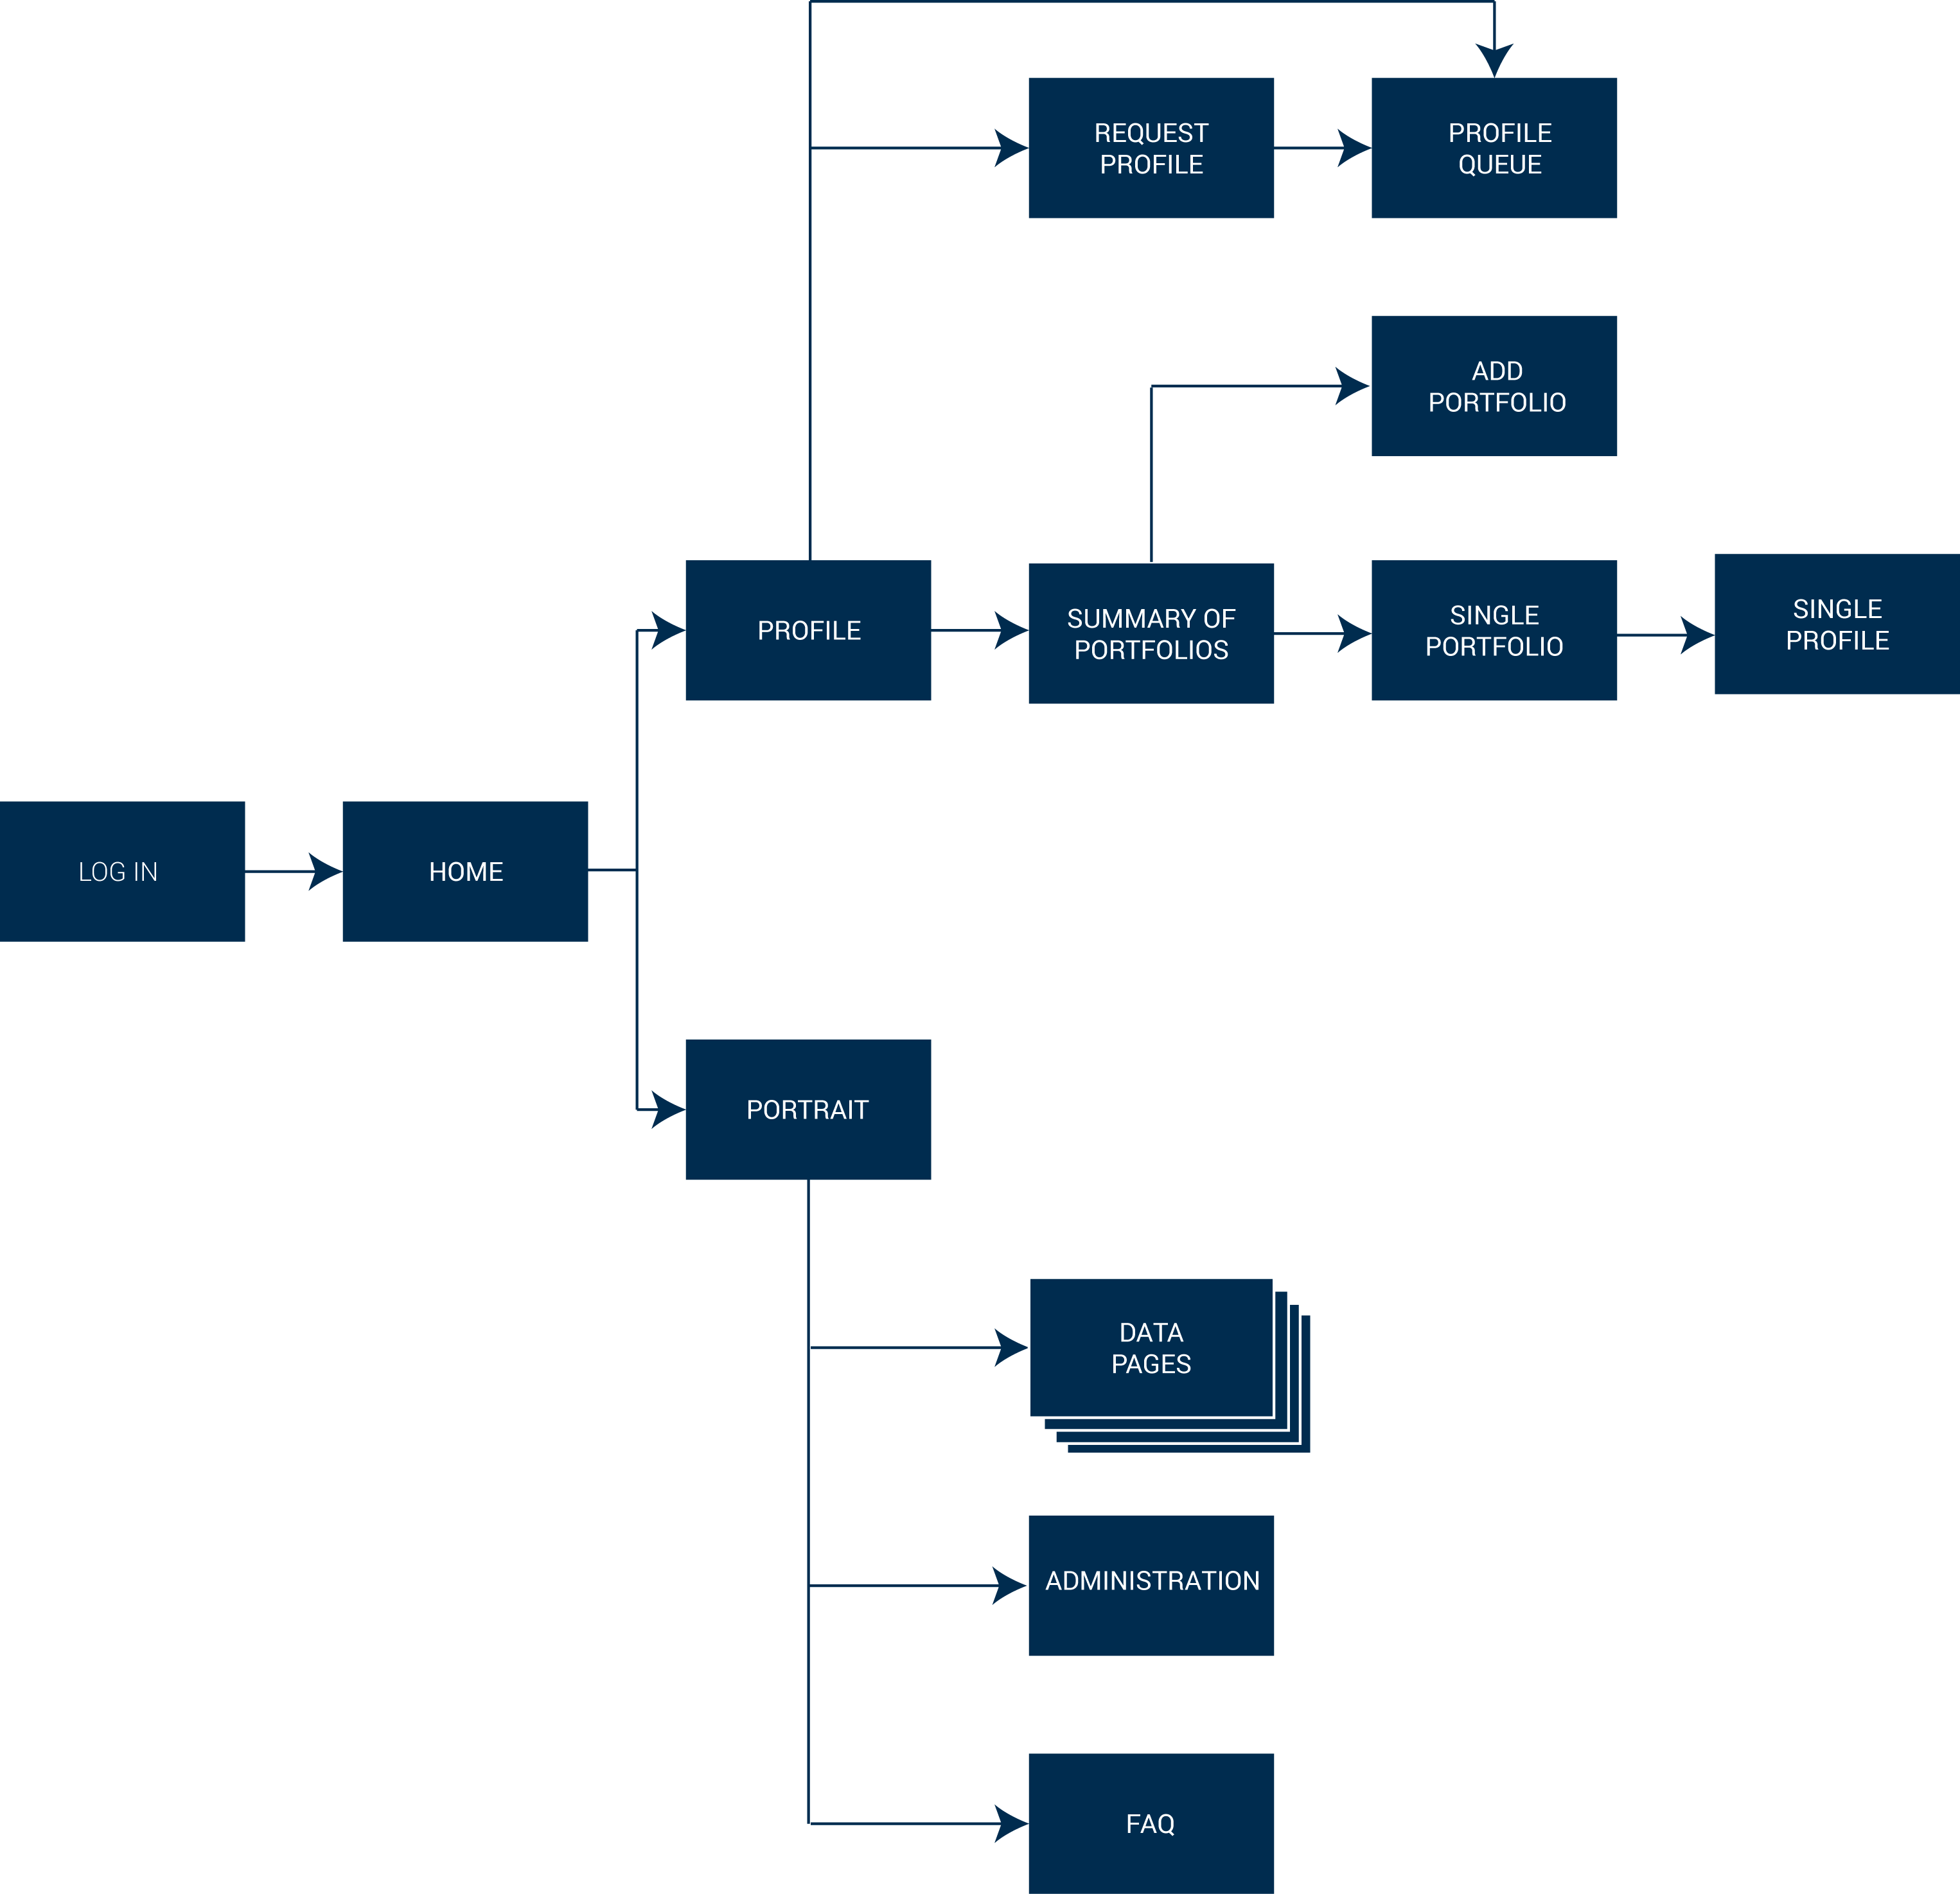 REQUEST
PROFILE
PROFILE
QUEUE
ADD
PORTFOLIO
PROFILE
SUMMARY OF
PORTFOLIOS
SINGLE
PORTFOLIO
SINGLE
PROFILE
LOG IN
HOME
PORTRAIT
DATA
PAGES
ADMINISTRATION
FAQ